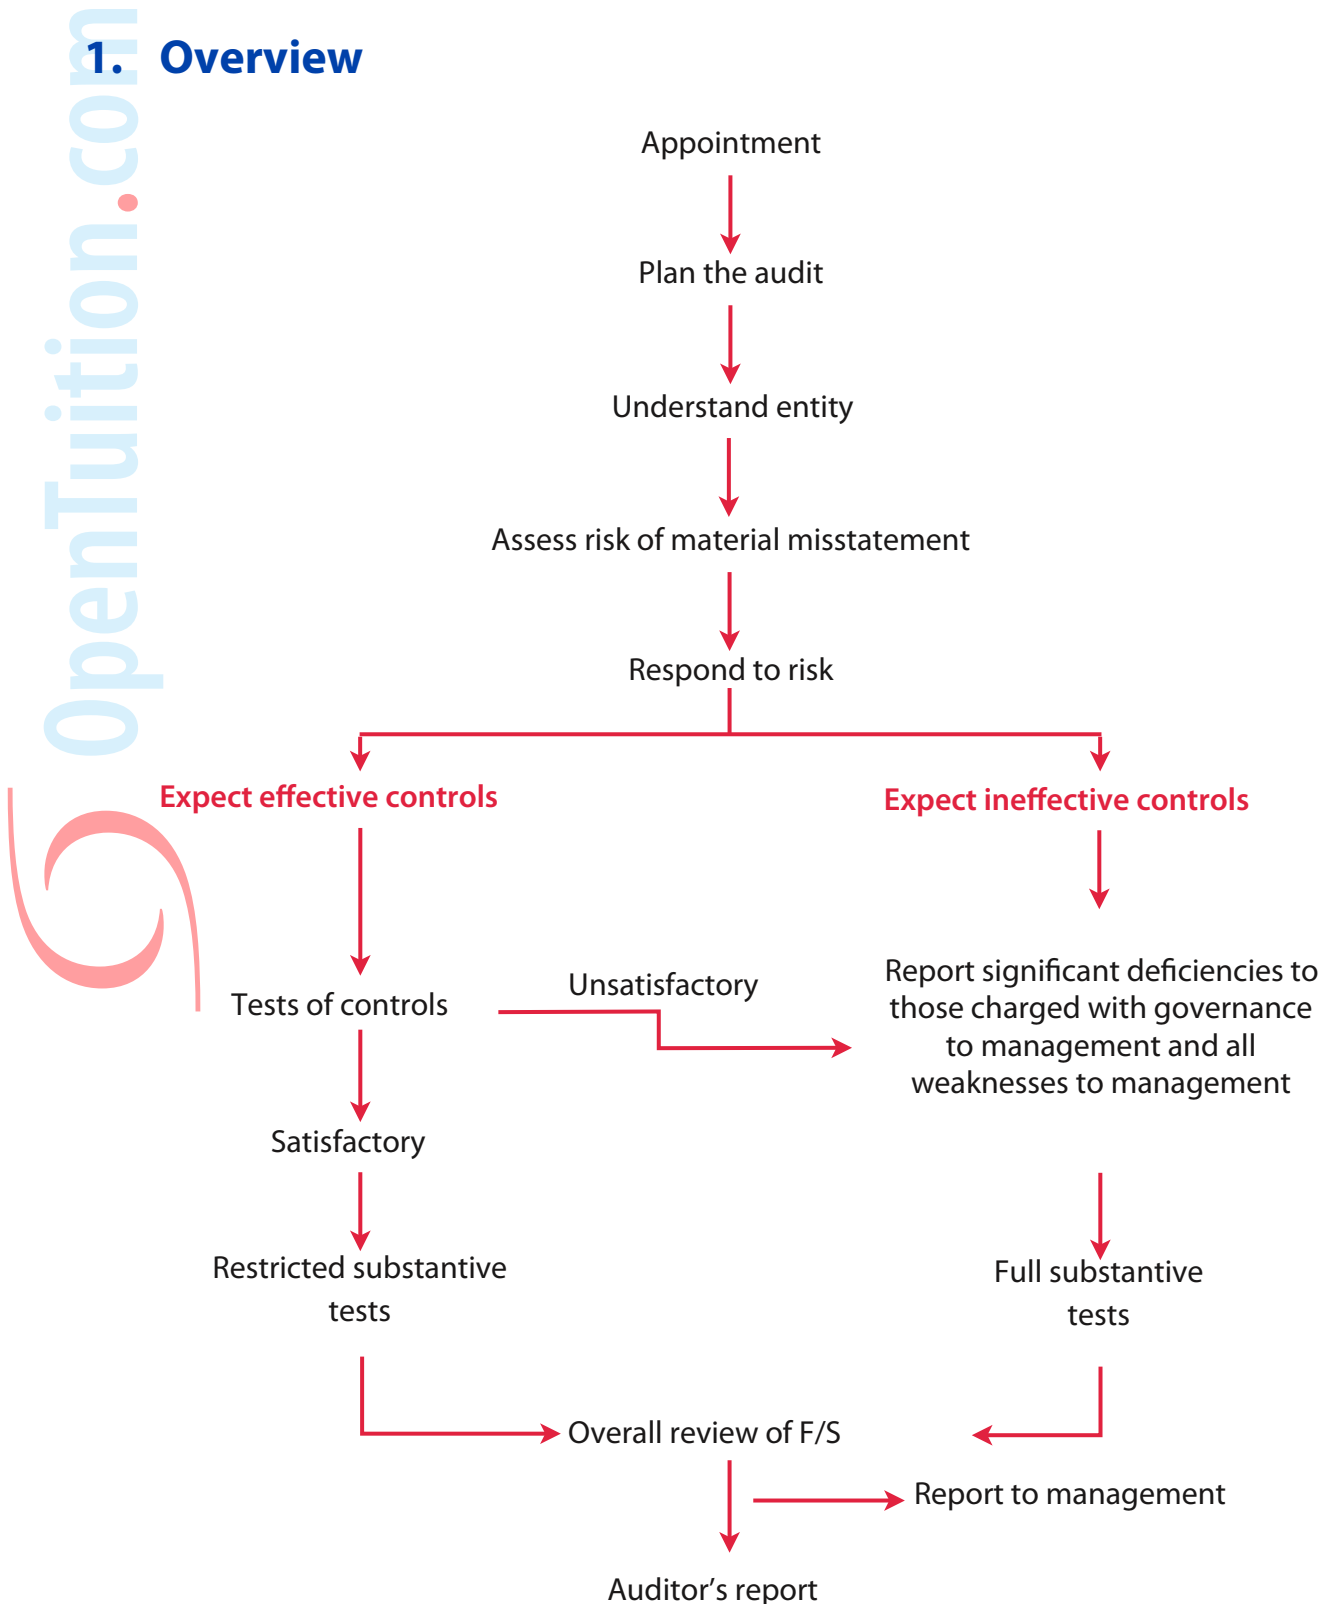 1. Overview
OpenTuition.com
Appointment
Plan the audit
Understand entity
Assess risk of material misstatement
Respond to risk
Expect effective controls
Expect ineffective controls
Tests of controls
Unsatisfactory
Report significant deficiencies to
those charged with governance
to management and all
weaknesses to management
Satisfactory
Restricted substantive
tests
Full substantive
tests
Overall review of F/S
Report to management
Auditor's report